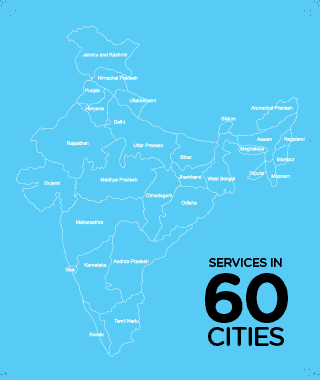 Jammu and Kashmir
Himachal Pradesh
Punjab
Uttarakhand
Haryana
Delhi
Arunachal Pradesh
Sikkim
Rajasthan
Uttar Pradesh
Assam
Nagaland
Meghalaya
Bihar
Manipur
Tripura
Mizoram
Gujarat
Madhya Pradesh
Jharkhand
West Bengal
Chhattisgarh
Odisha
Maharashtra
Goa
Karnataka
Andhra Pradesh
Tamil Nadu
Kerala
SERVICES IN
60
CITIES